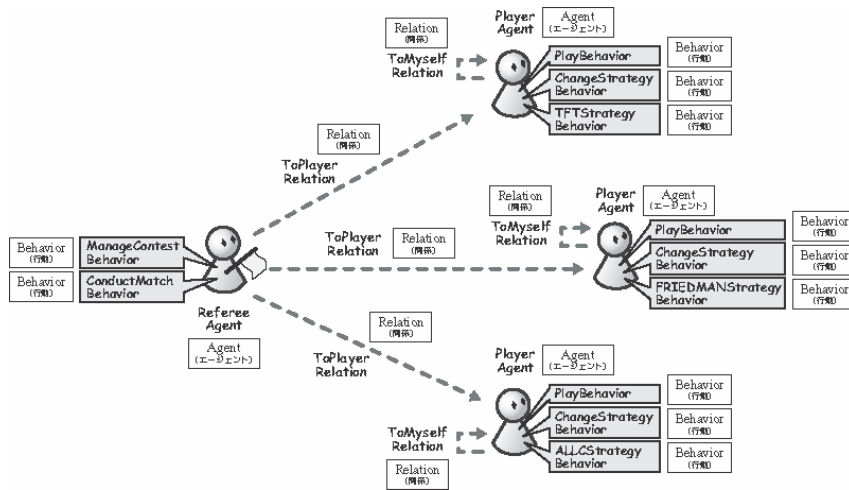 Relation
(関係)
ToMyself
Relation
Player
Agent
Agent
(エージェント)
PlayBehavior
ChangeStrategy
Behavior
TFTStrategy
Behavior
Behavior
(行動)
Behavior
(行動)
Behavior
(行動)
Relation
(関係)
ToPlayer
Relation
Relation
(関係)
ToMyself
Relation
Player
Agent
Agent
(エージェント)
PlayBehavior
ChangeStrategy
Behavior
FRIEDMANStrategy
Behavior
Behavior
(行動)
Behavior
(行動)
Behavior
(行動)
ToPlayer
Relation
Relation
(関係)
Behavior
(行動)
Behavior
(行動)
ManageContest
Behavior
ConductMatch
Behavior
Referee
Agent
Agent
(エージェント)
Relation
(関係)
ToPlayer
Relation
Player
Agent
Agent
(エージェント)
PlayBehavior
ChangeStrategy
Behavior
ALLCStrategy
Behavior
Behavior
(行動)
Behavior
(行動)
Behavior
(行動)
ToMyself
Relation
Relation
(関係)